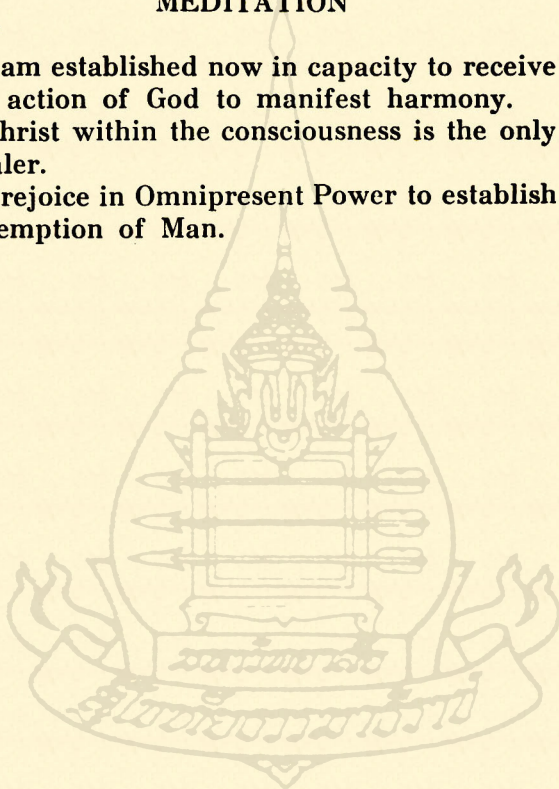 MEDITATION
am established now in capacity to receive
action of God to manifest harmony.
hrist within the consciousness is the only
aler.
rejoice in Omnipresent Power to establish
emption of Man.